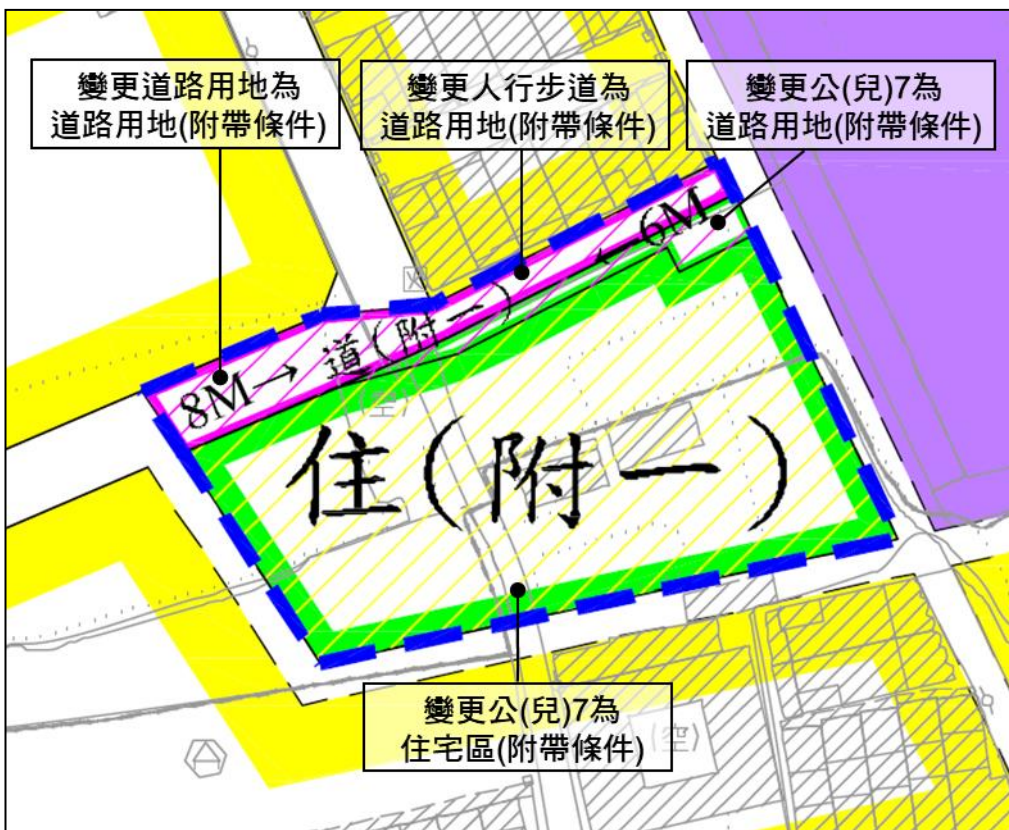 變更道路用地為
道路用地(附帶條件)
變更人行步道為
道路用地(附帶條件)
變更公(兒)7為
道路用地(附帶條件)
←6M
8M→
道(附一)
(空)
住(附一)
變更公(兒)7為
住宅區(附帶條件)
(空)